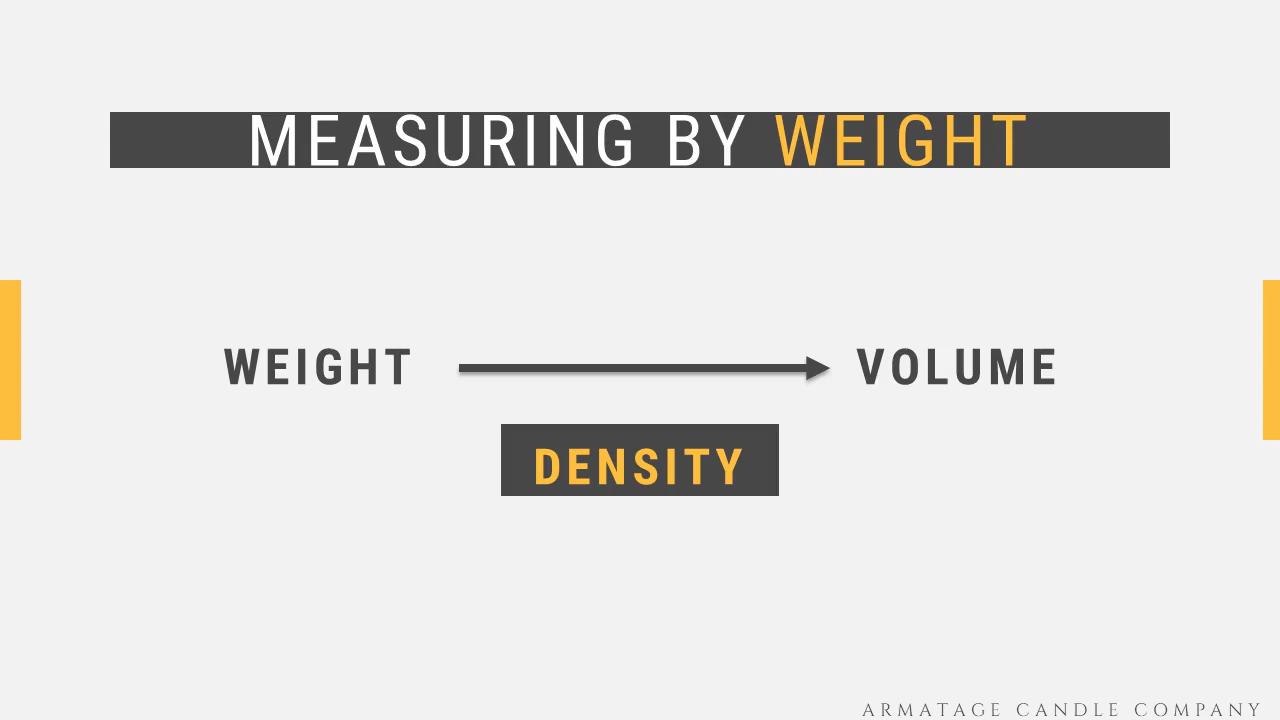 MEASURING BY WEIGHT
WEIGHT VOLUME
DENSITY
ARMATAGE CANDLE COMPANY